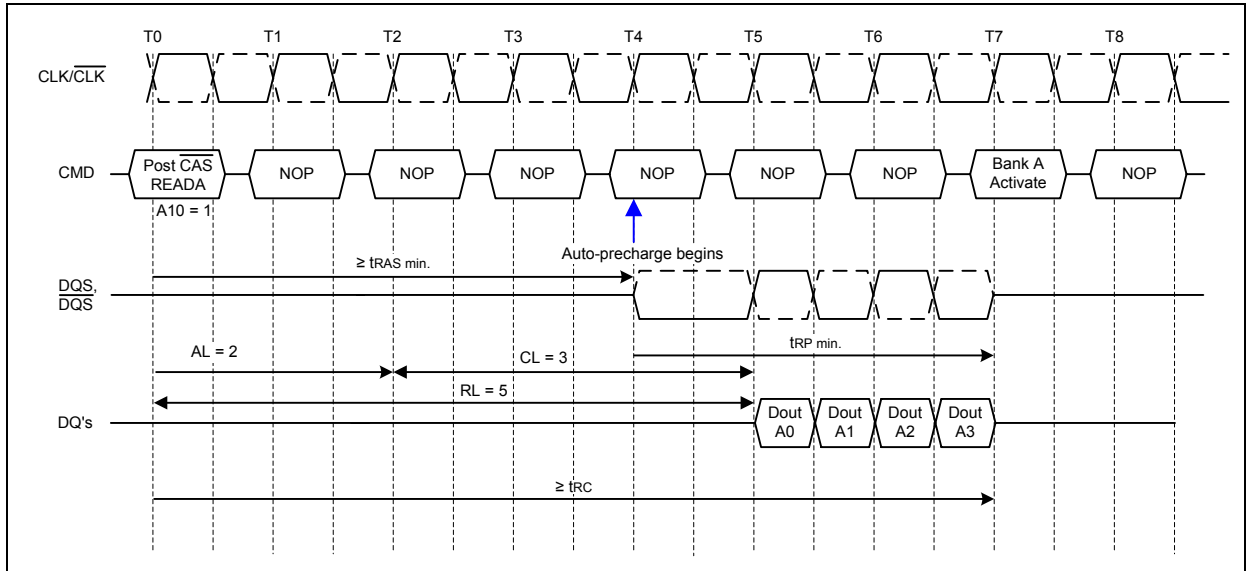 T0 T1 T2 T3 T4 T5 T6 T7 T8
CLK/CLK
CMD
Post CAS
READA
NOP
NOP
NOP
NOP
NOP
NOP
Bank A
Activate
NOP
A10 = 1
Auto-precharge begins
≥ tRAS min.
DQS,
DQS
tRP min.
AL = 2
CL = 3
RL = 5
DQ's
Dout
A0
Dout
A1
Dout
A2
Dout
A3
≥ tRC